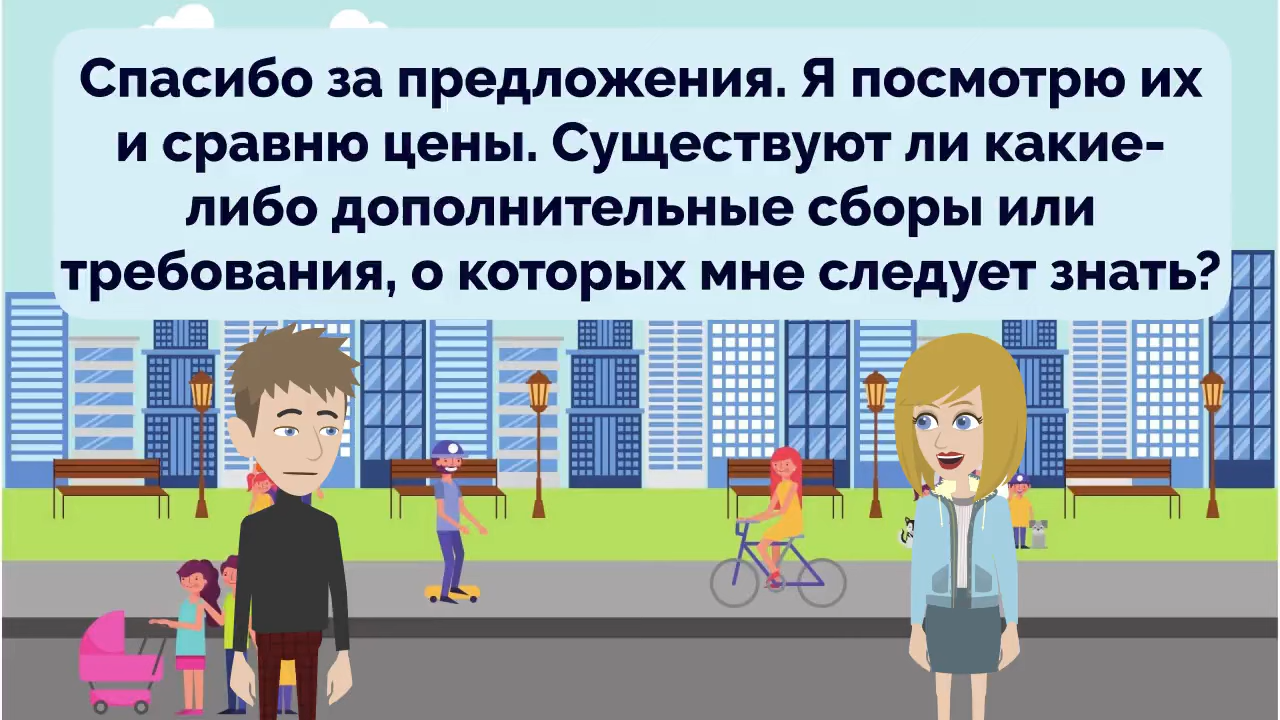 Спасибо за предложения. Я посмотрю их
и сравню цены. Существуют ли какие-
либо дополнительные сборы или
требования, о которых мне следует знать?